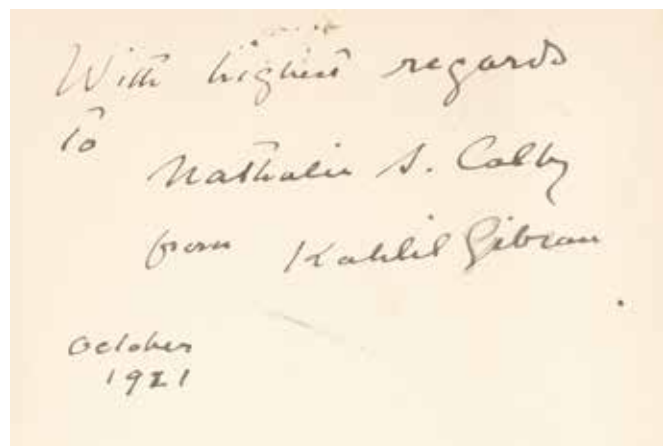 With highest regards
to
Nathalie S. Colby
from Kahlil Gibran
October
1921